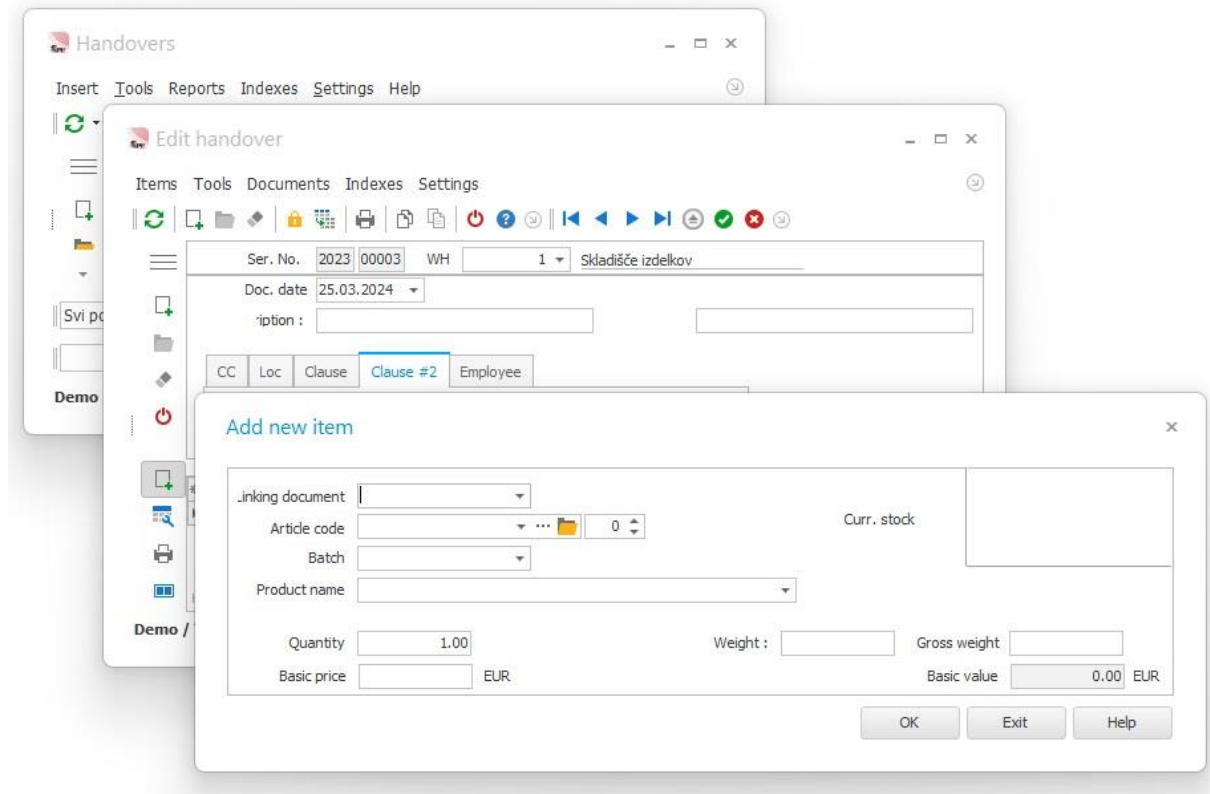 Handovers
Insert Tools Reports Indexes Settings Help
Edit handover
Items Tools Documents Indexes Settings
Ser. No. 2023 00003 WH 1 Skladišče izdelkov
Doc. date 25.03.2024
ription :
Svi po
CC Loc Clause Clause #2 Employee
Demo
Add new item
inking document
Article code 0
Curr. stock
Batch
Product name
Demo /
Quantity 1.00 Weight : Gross weight
Basic price EUR Basic value 0.00 EUR
OK Exit Help